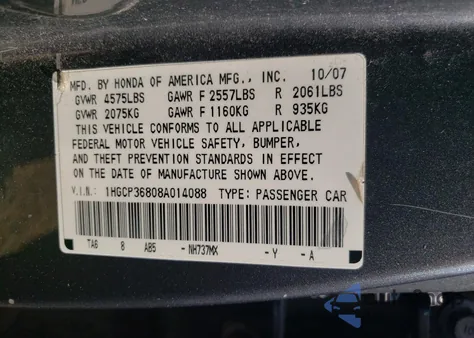 MFD. BY HONDA OF AMERICA MFG., INC. 10/07
GVWR 4575LBS GAWR F 2557LBS R 2061LBS
GVWR 2075KG GAWR F 1160KG R 935KG
THIS VEHICLE CONFORMS TO ALL APPLICABLE
FEDERAL MOTOR VEHICLE SAFETY, BUMPER,
AND THEFT PREVENTION STANDARDS IN EFFECT
ON THE DATE OF MANUFACTURE SHOWN ABOVE.
V.I.N.: 1HGCP36808A014088 TYPE: PASSENGER CAR
TA6 8 AB5 -NH737MX -Y -A